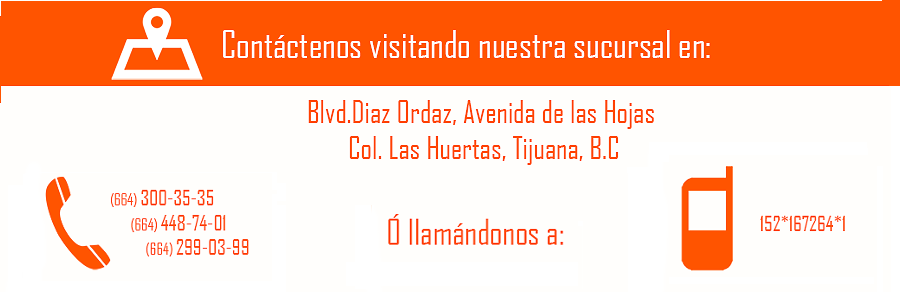 Contáctenos visitando nuestra sucursal en:
Blvd.Diaz Ordaz, Avenida de las Hojas
Col. Las Huertas, Tijuana, B.C
Ó llamándonos a:
(664) 300-35-35
(664) 448-74-01
(664) 299-03-99
152*167264*1